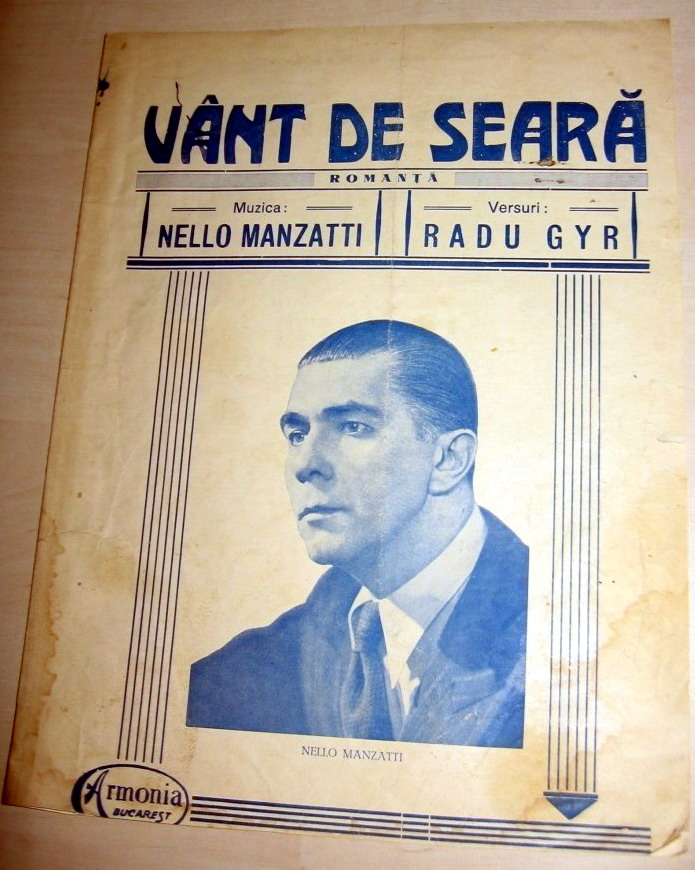 VÂNT DE SEARĂ
ROMANȚĂ
Muzica:
NELLO MANZATTI
Versuri:
RADU GYR
NELLO MANZATTI
Armonia
BUCAREST